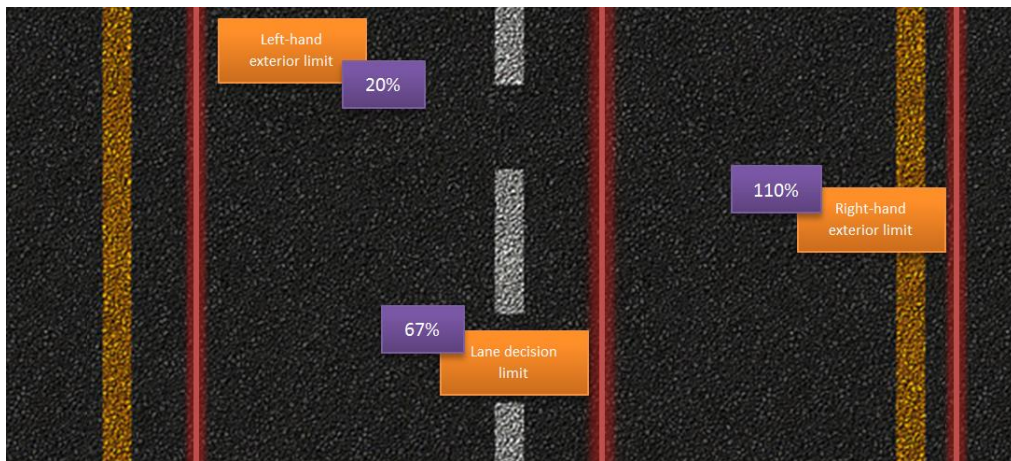 Left-hand
exterior limit
20%
110%
Right-hand
exterior limit
67%
Lane decision
limit